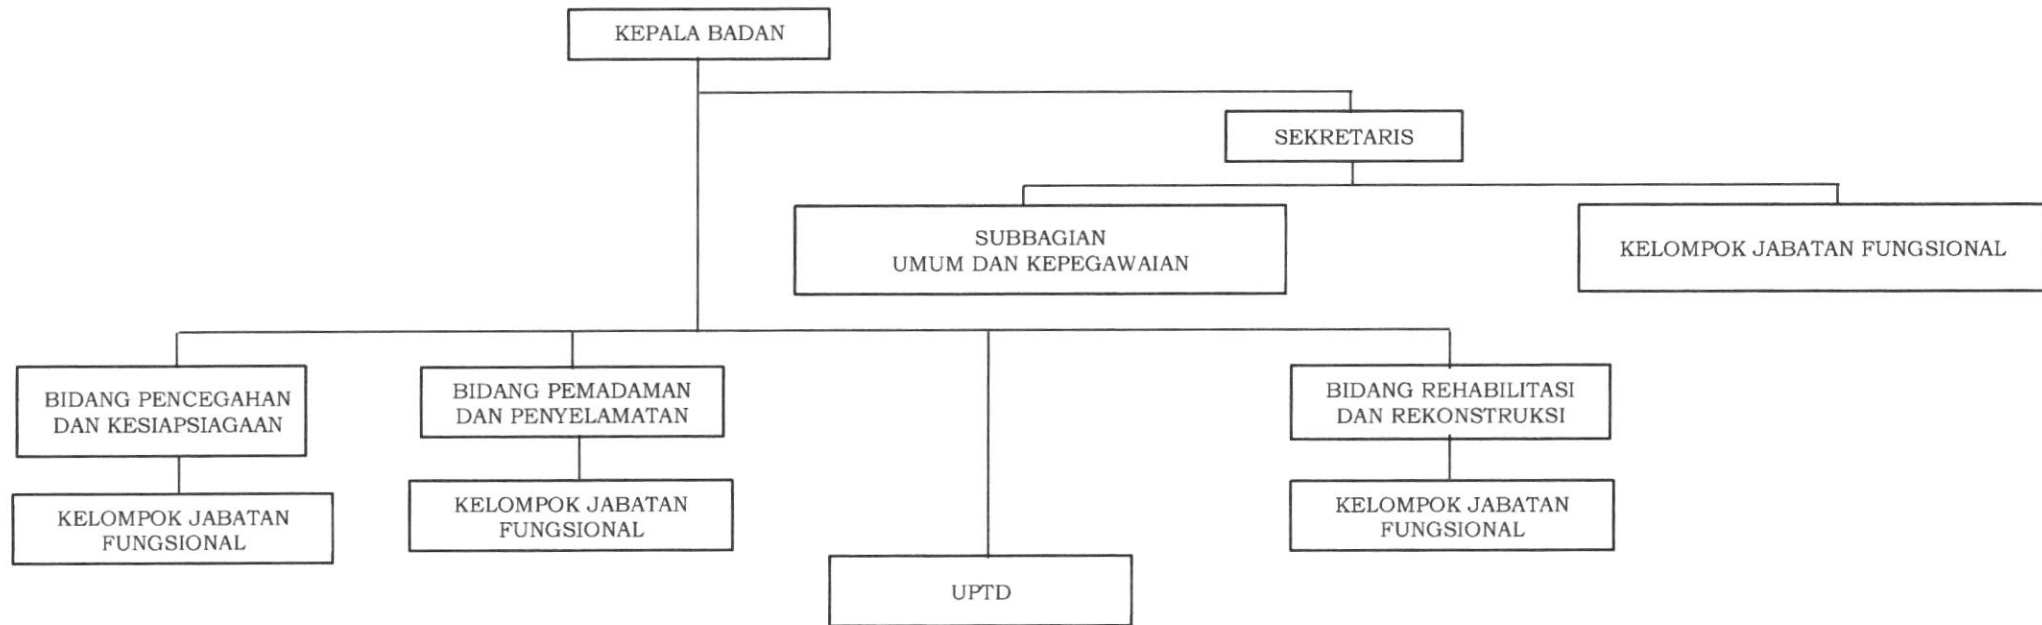 KEPALA BADAN
SEKRETARIS
SUBBAGIAN
UMUM DAN KEPEGAWAIAN
KELOMPOK JABATAN FUNGSIONAL
BIDANG PENCEGAHAN
DAN KESIAPSIAGAAN
BIDANG PEMADAMAN
DAN PENYELAMATAN
BIDANG REHABILITASI
DAN REKONSTRUKSI
KELOMPOK JABATAN
FUNGSIONAL
KELOMPOK JABATAN
FUNGSIONAL
KELOMPOK JABATAN
FUNGSIONAL
UPTD